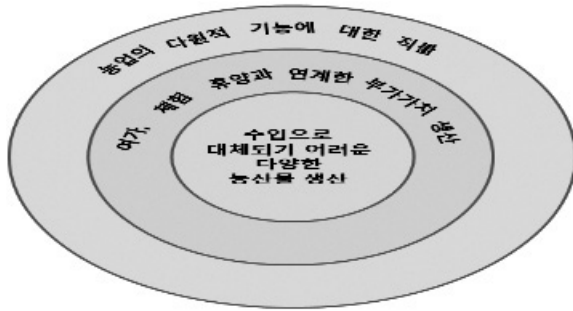 농업의 다원적 기능에 대한 지불
여가, 체험 휴양과 연계한 부가가치 생산
수입으로
대체되기 어려운
다양한
농산물 생산